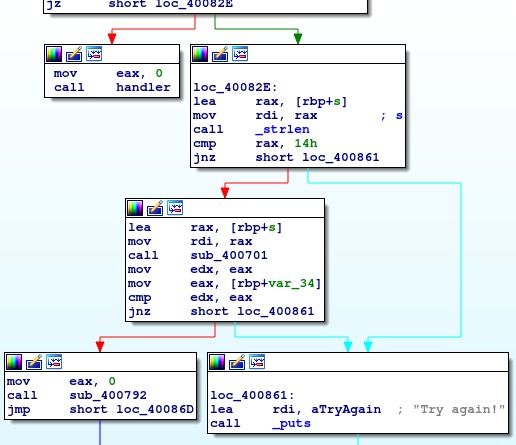 jz short loc_40082E
mov eax, 0
call handler
loc_40082E:
lea rax, [rbp+s]
mov rdi, rax ; s
call _strlen
cmp rax, 14h
jnz short loc_400861
lea rax, [rbp+s]
mov rdi, rax
call sub_400701
mov edx, eax
mov eax, [rbp+var_34]
cmp edx, eax
jnz short loc_400861
mov eax, 0
call sub_400792
jmp short loc_40086D
loc_400861:
lea rdi, aTryAgain ; "Try again!"
call _puts